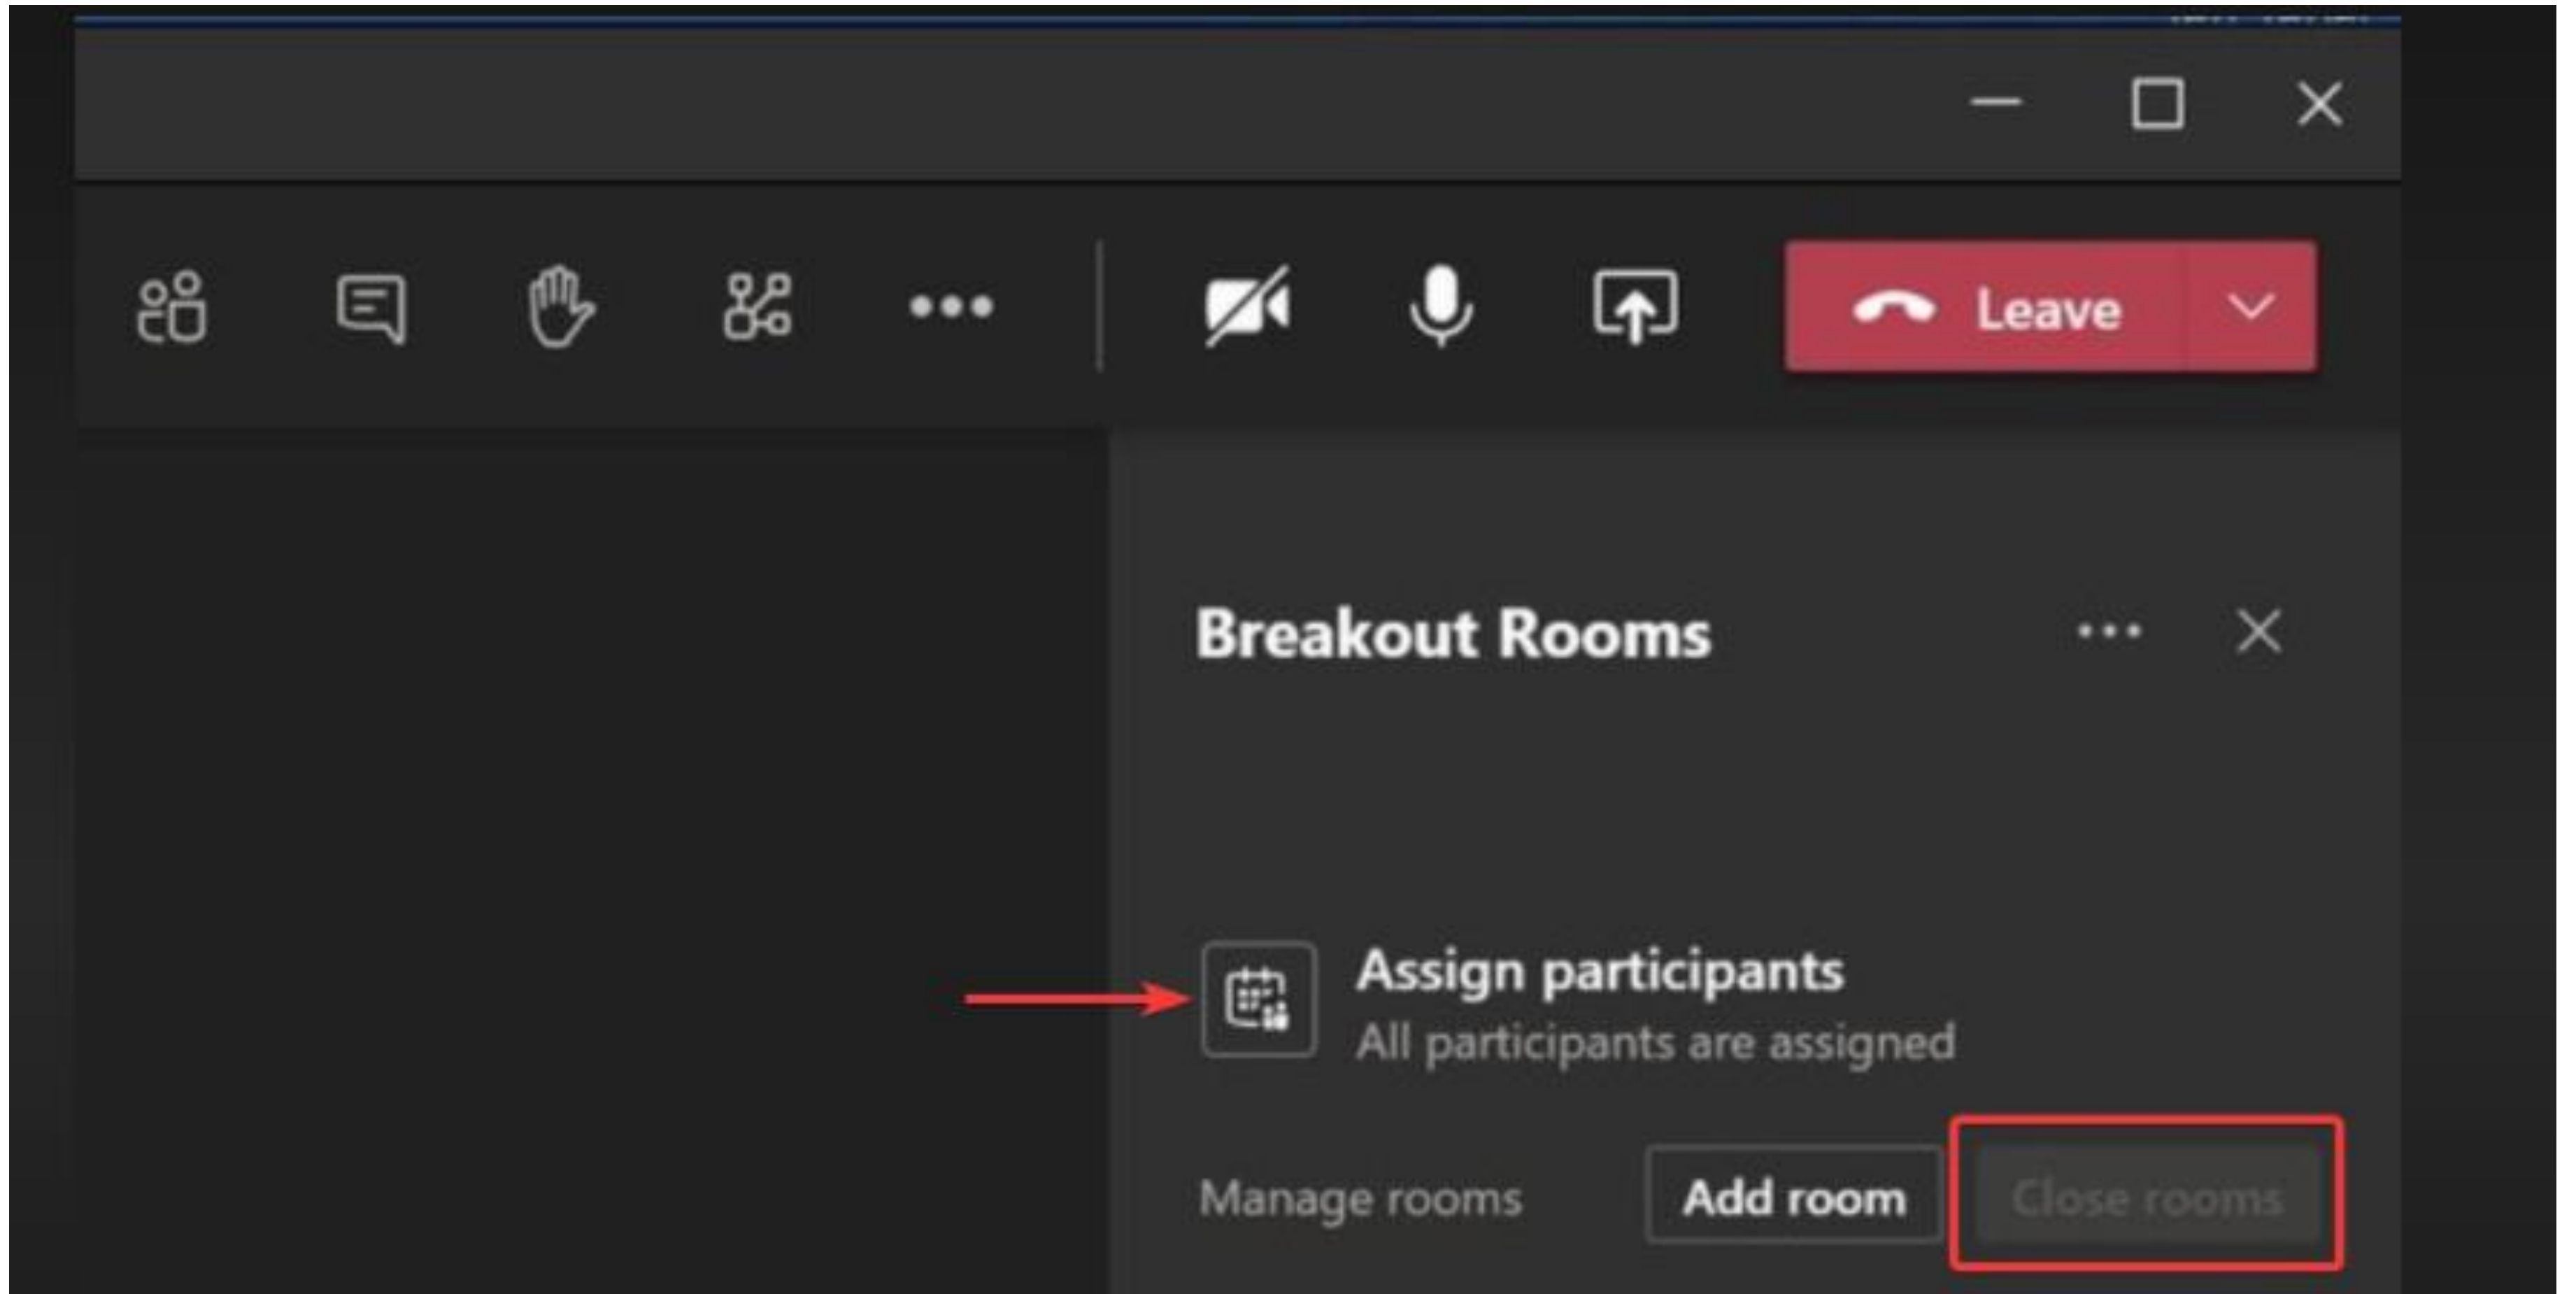 Leave
Breakout Rooms
Assign participants
All participants are assigned
Manage rooms
Add room
Close rooms